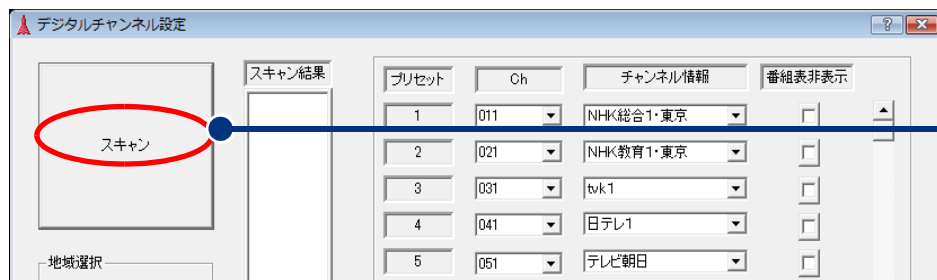 デジタルチャンネル設定
スキャン
スキャン結果
プリセット Ch チャンネル情報 番組表非表示
1 011 NHK総合1・東京
2 021 NHK教育1・東京
3 031 tvk1
4 041 日テレ1
5 051 テレビ朝日
地域選択